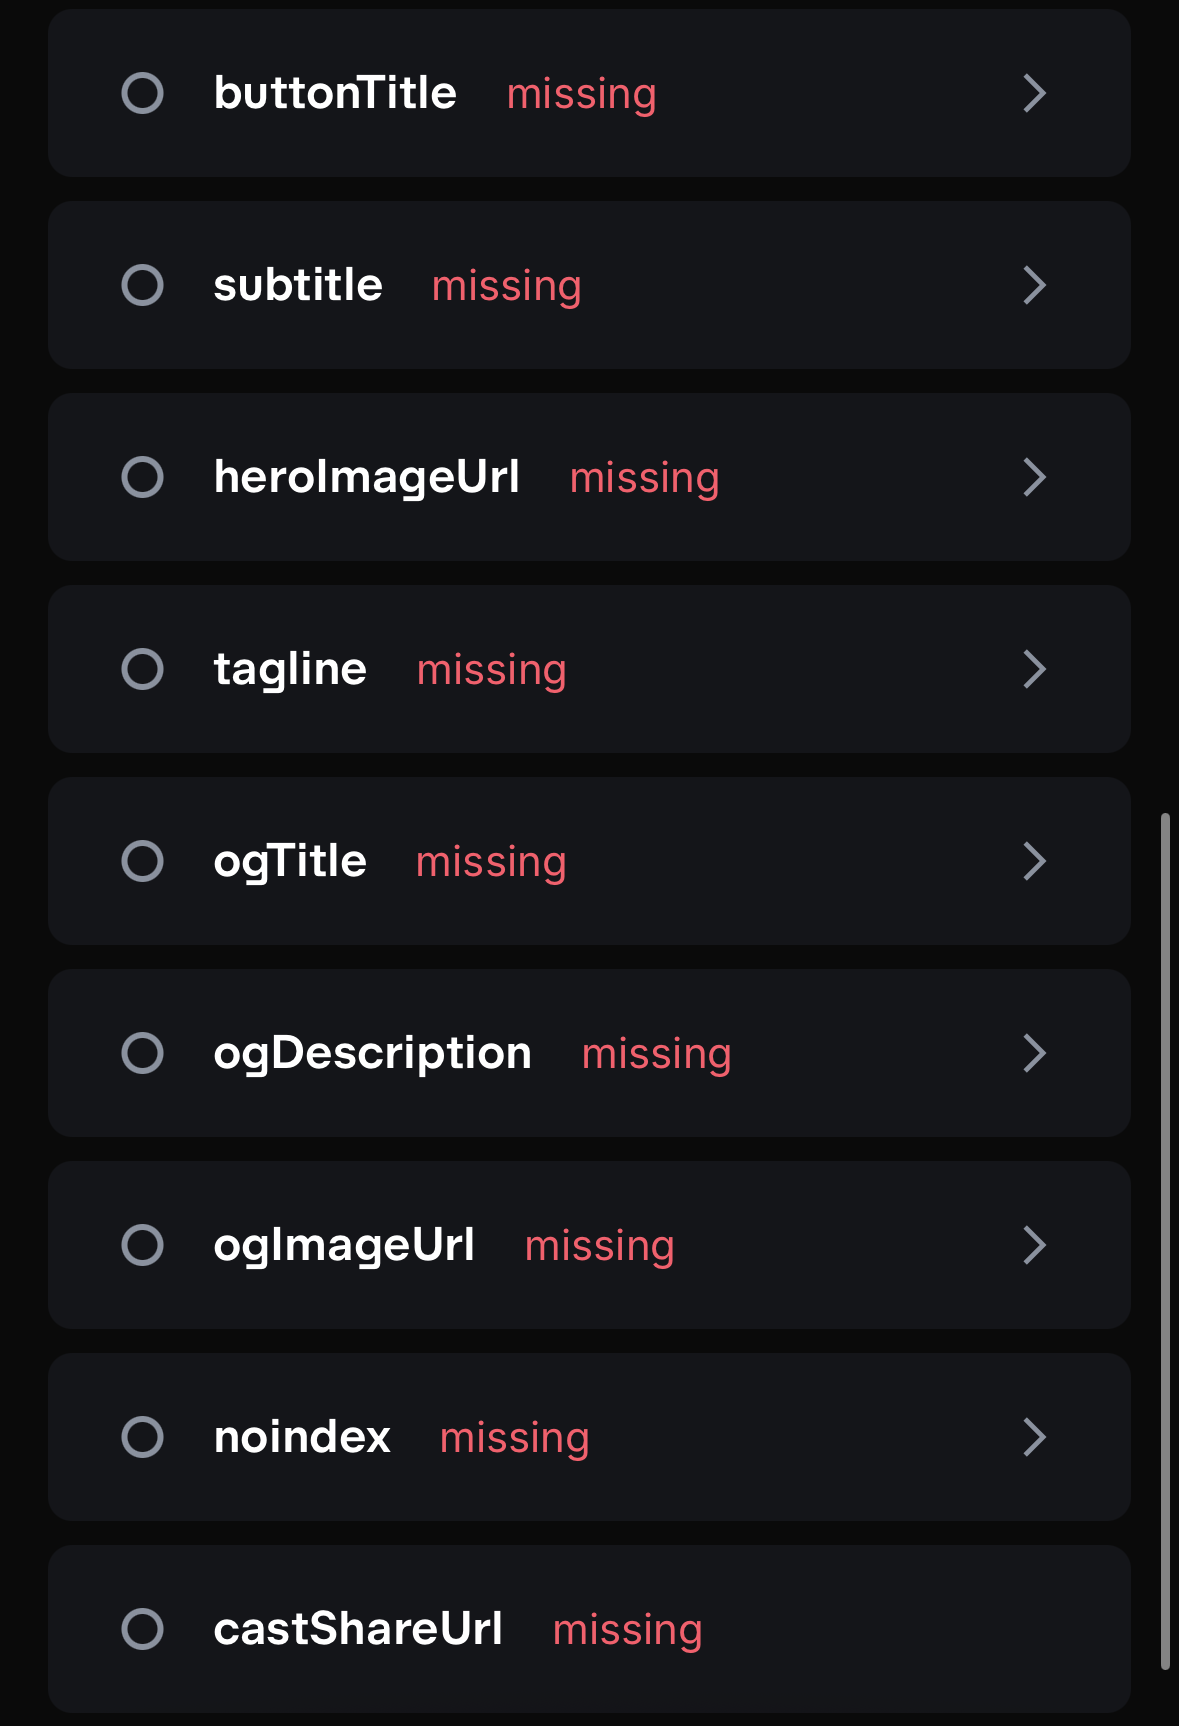 buttonTitle missing
subtitle missing
heroImageUrl missing
tagline missing
ogTitle missing
ogDescription missing
ogImageUrl missing
noindex missing
castShareUrl missing